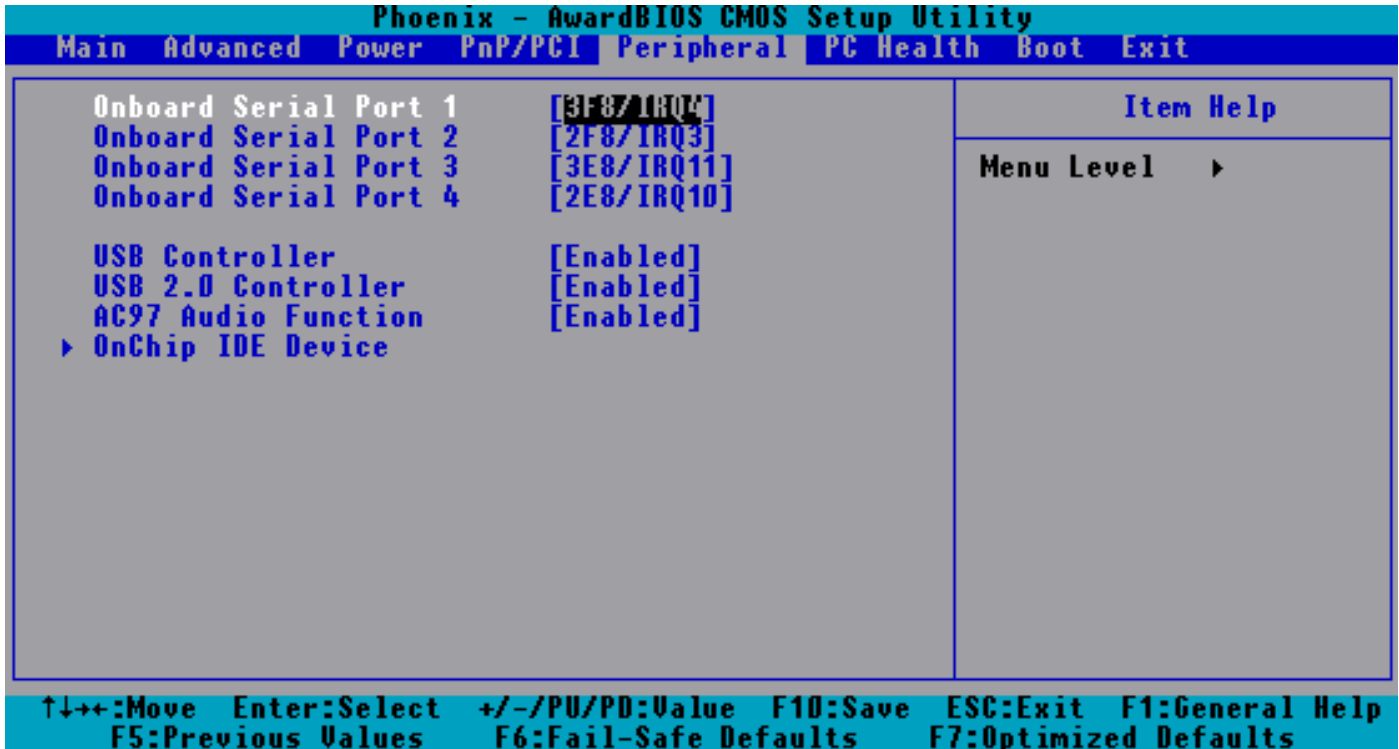 Phoenix - AwardBIOS CMOS Setup Utility
Main Advanced Power PnP/PCI Peripheral PC Health Boot Exit
Onboard Serial Port 1 [3F8/IRQ4]
Onboard Serial Port 2 [2F8/IRQ3]
Onboard Serial Port 3 [3E8/IRQ11]
Onboard Serial Port 4 [2E8/IRQ10]
USB Controller [Enabled]
USB 2.0 Controller [Enabled]
AC97 Audio Function [Enabled]
▸ OnChip IDE Device
Item Help
Menu Level ▸
↑↓→←:Move Enter:Select +/-/PU/PD:Value F10:Save ESC:Exit F1:General Help
F5:Previous Values F6:Fail-Safe Defaults F7:Optimized Defaults